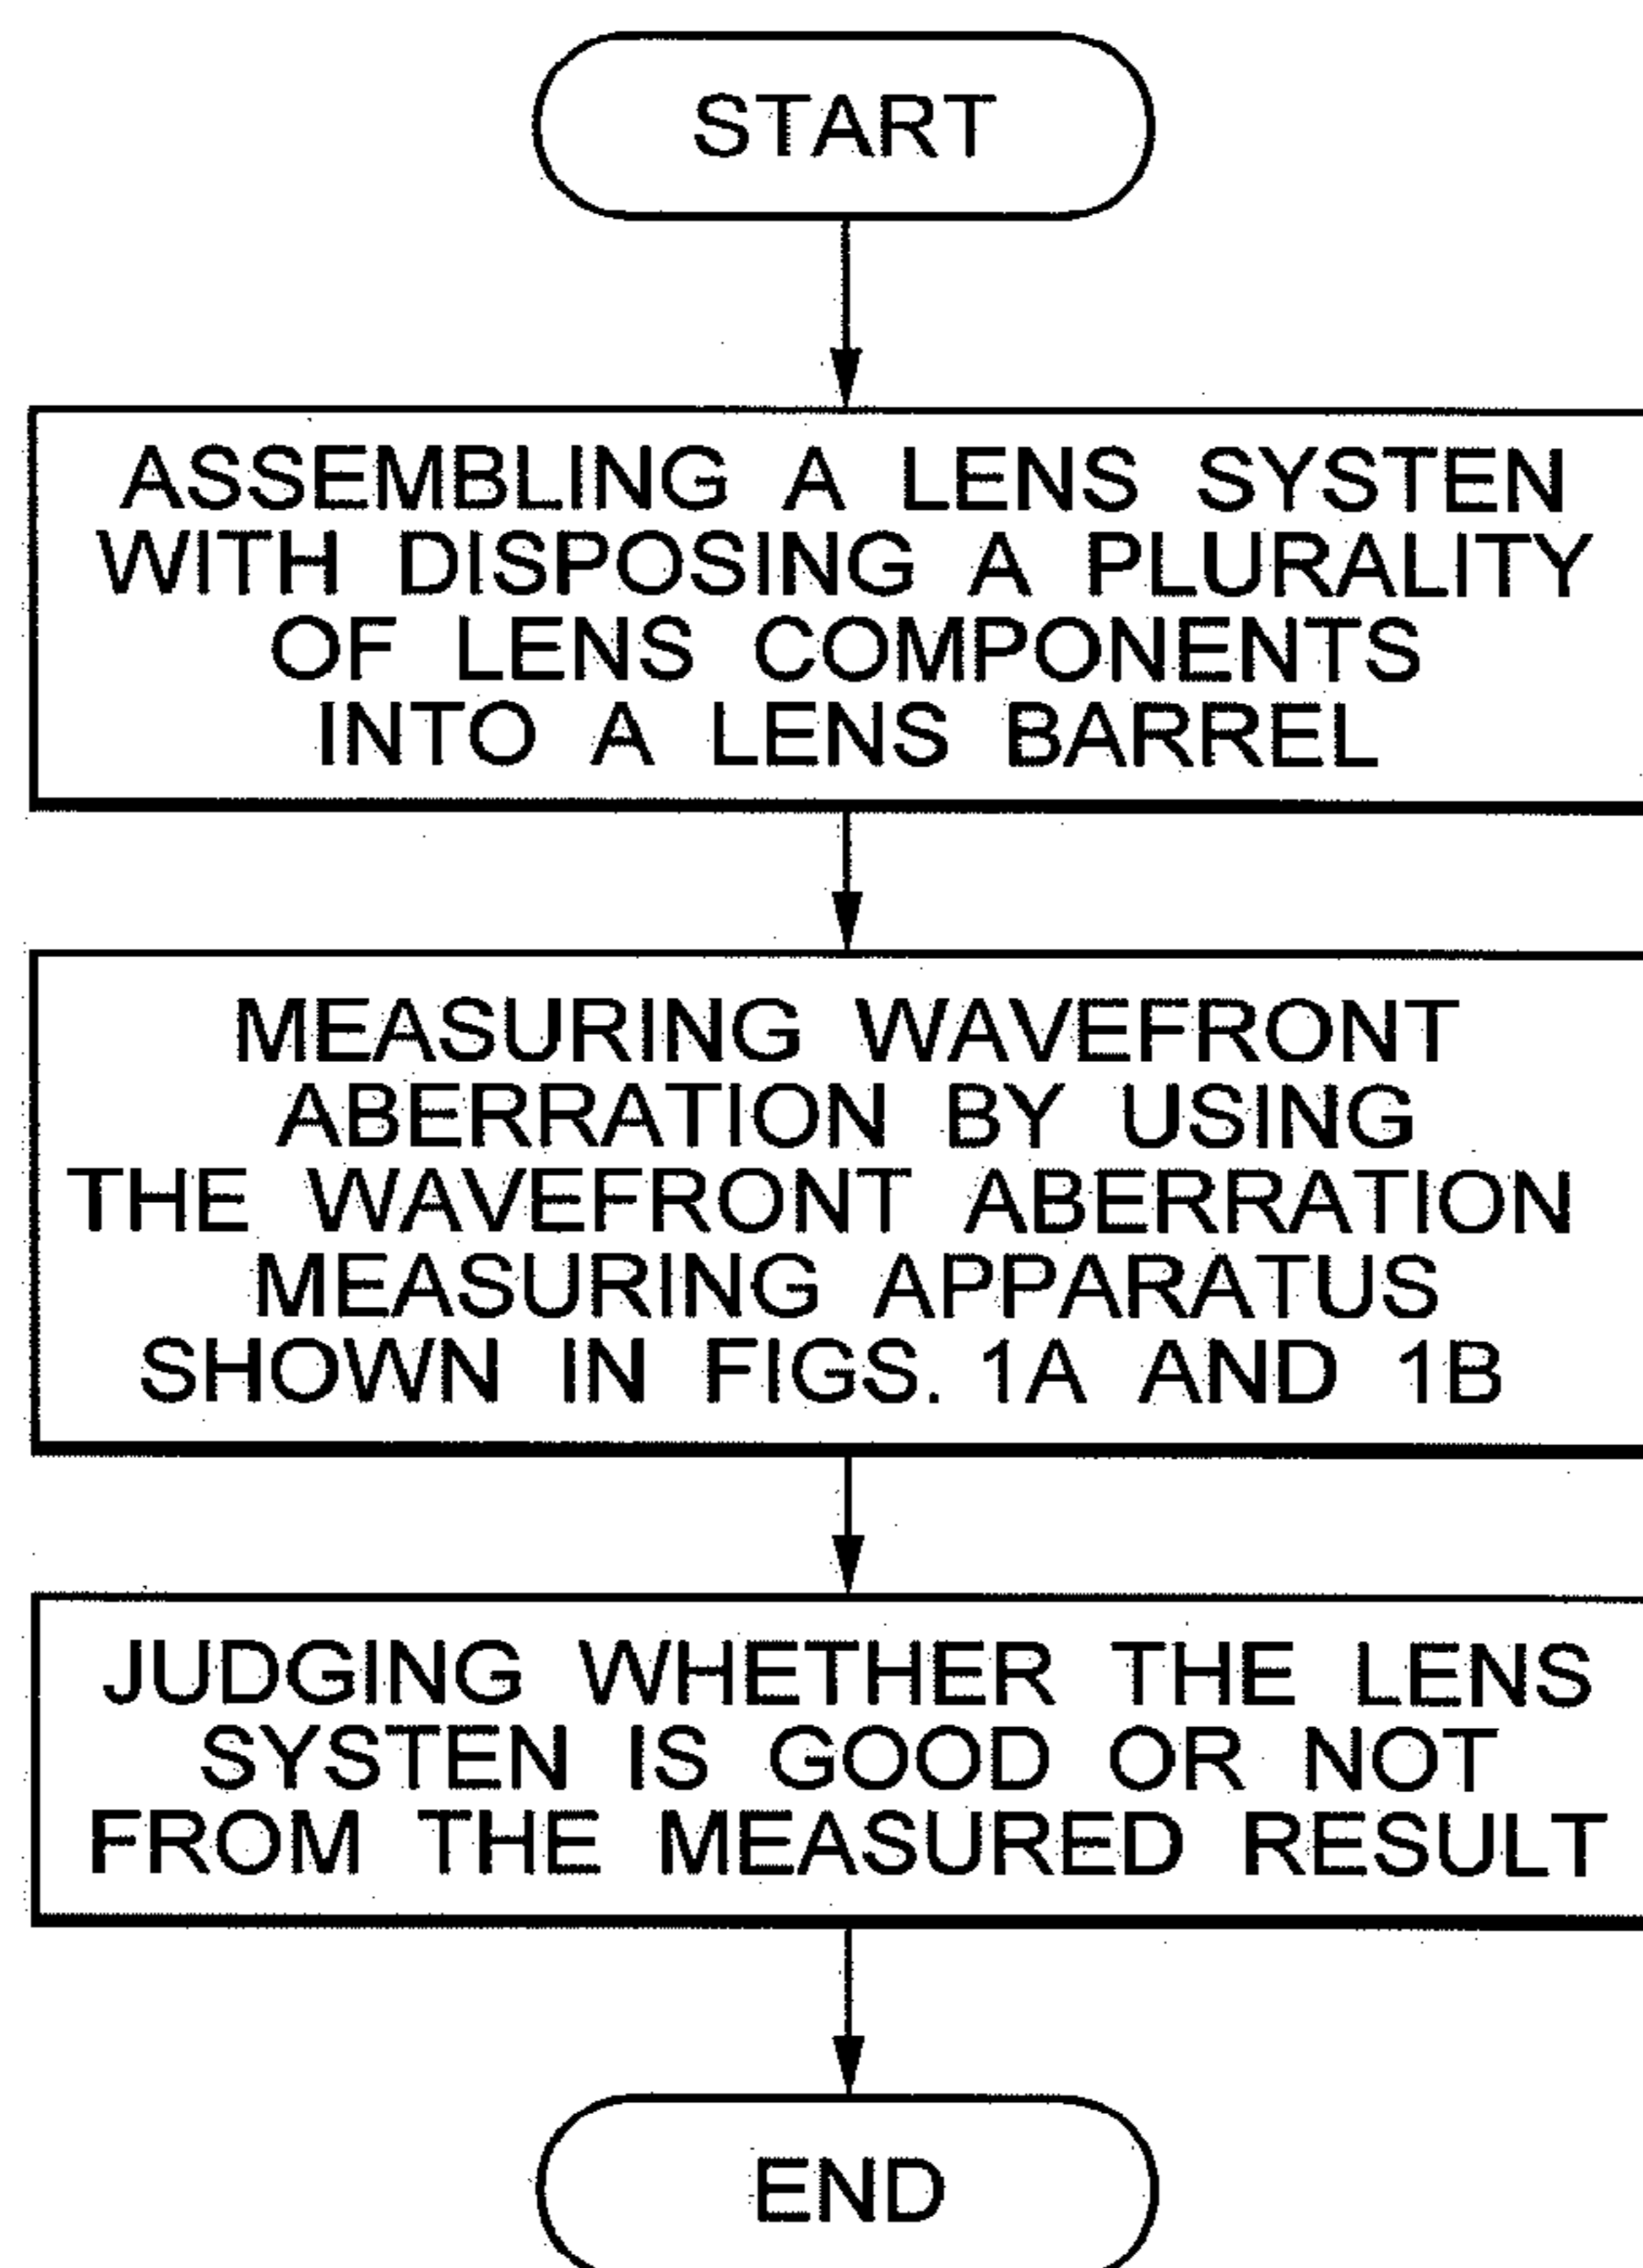 START
ASSEMBLING A LENS SYSTEN
WITH DISPOSING A PLURALITY
OF LENS COMPONENTS
INTO A LENS BARREL
MEASURING WAVEFRONT
ABERRATION BY USING
THE WAVEFRONT ABERRATION
MEASURING APPARATUS
SHOWN IN FIGS. 1A AND 1B
JUDGING WHETHER THE LENS
SYSTEN IS GOOD OR NOT
FROM THE MEASURED RESULT
END